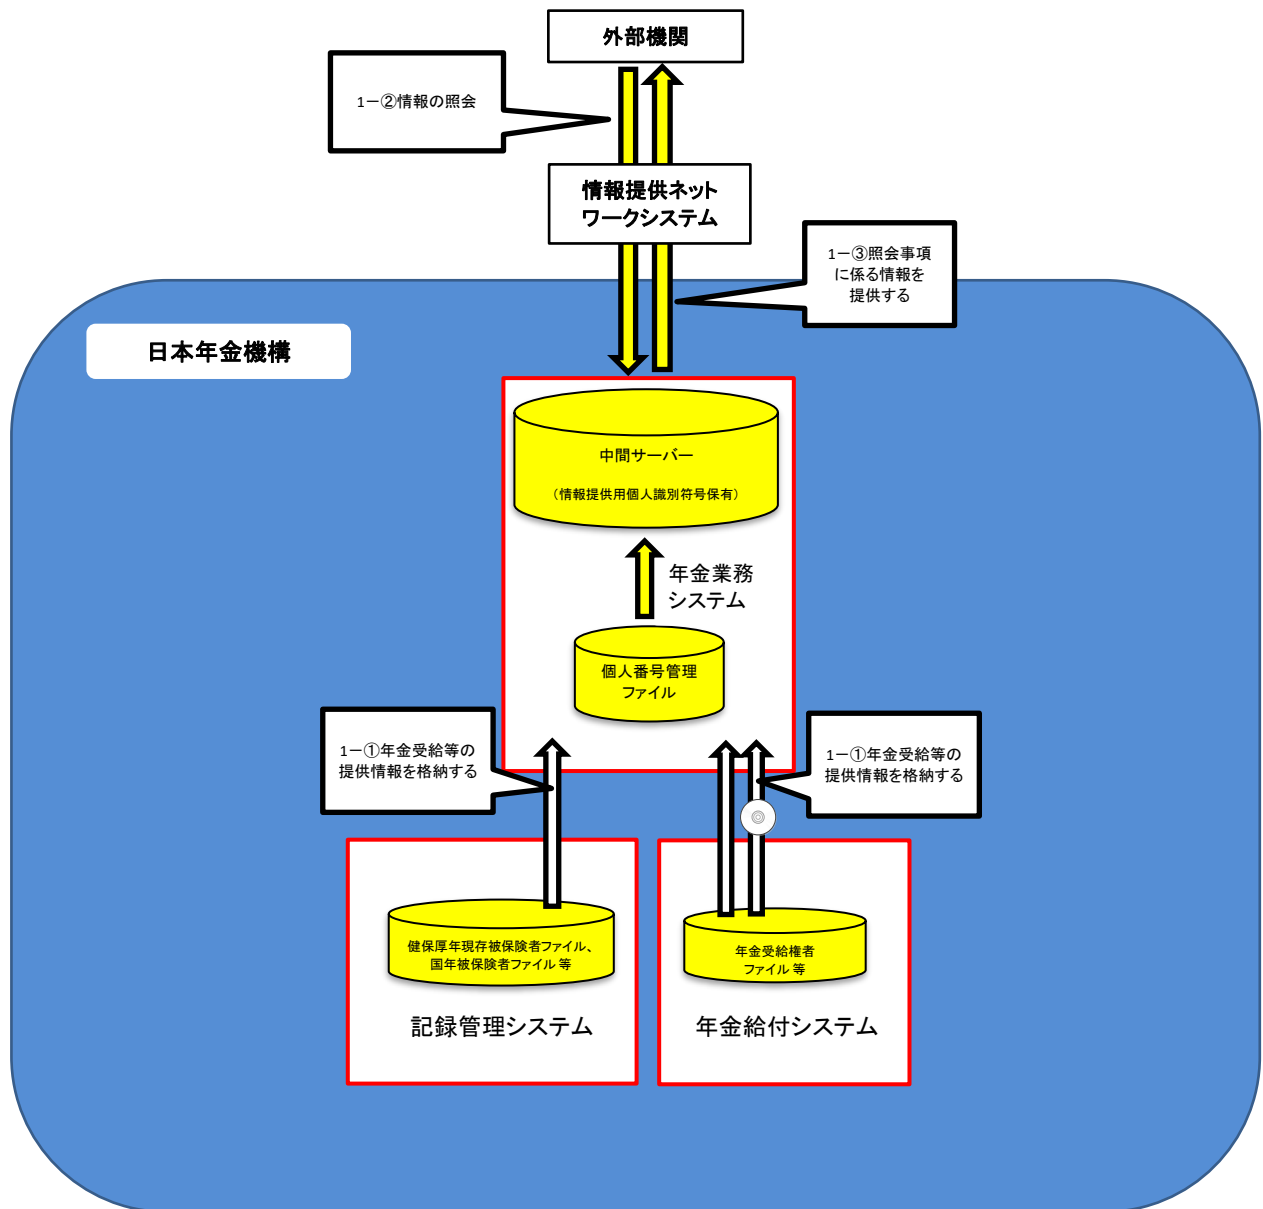 外部機関
1－②情報の照会
情報提供ネット
ワークシステム
1－③照会事項
に係る情報を
提供する
日本年金機構
中間サーバー
（情報提供用個人識別符号保有）
年金業務
システム
個人番号管理
ファイル
1－①年金受給等の
提供情報を格納する
1－①年金受給等の
提供情報を格納する
健保厚年現存被保険者ファイル、
国年被保険者ファイル 等
記録管理システム
年金受給権者
ファイル 等
年金給付システム